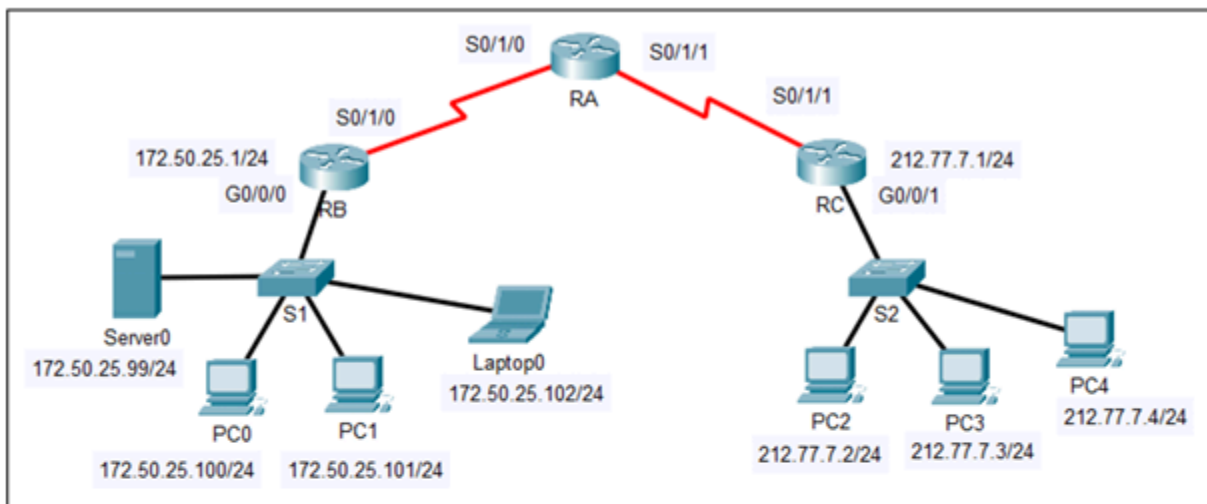 S0/1/0
S0/1/1
RA
S0/1/0
S0/1/1
172.50.25.1/24
G0/0/0
RB
212.77.7.1/24
RC
G0/0/1
S1
S2
Server0
172.50.25.99/24
Laptop0
172.50.25.102/24
PC0
172.50.25.100/24
PC1
172.50.25.101/24
PC2
212.77.7.2/24
PC3
212.77.7.3/24
PC4
212.77.7.4/24